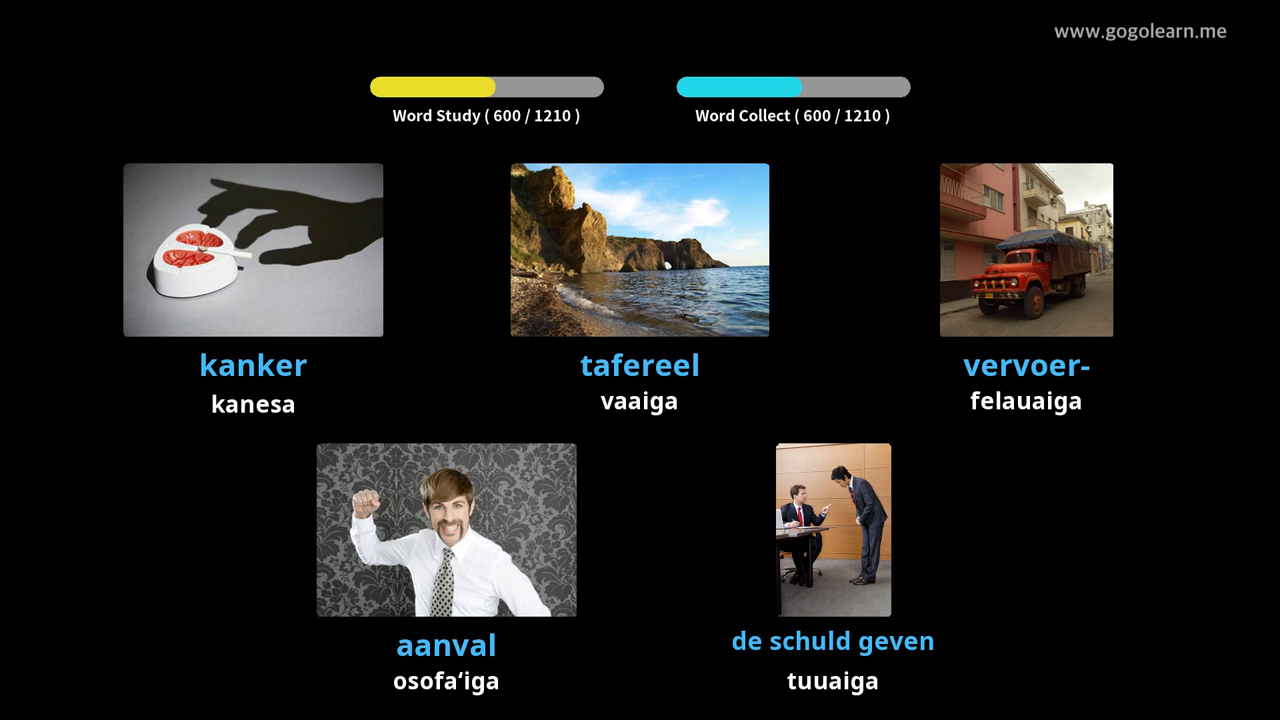 www.gogolearn.me
Word Study ( 600 / 1210 )
Word Collect ( 600 / 1210 )
kanker
kanesa
tafereel
vaaiga
vervoer-
felauaiga
aanval
osofa‘iga
de schuld geven
tuuaiga